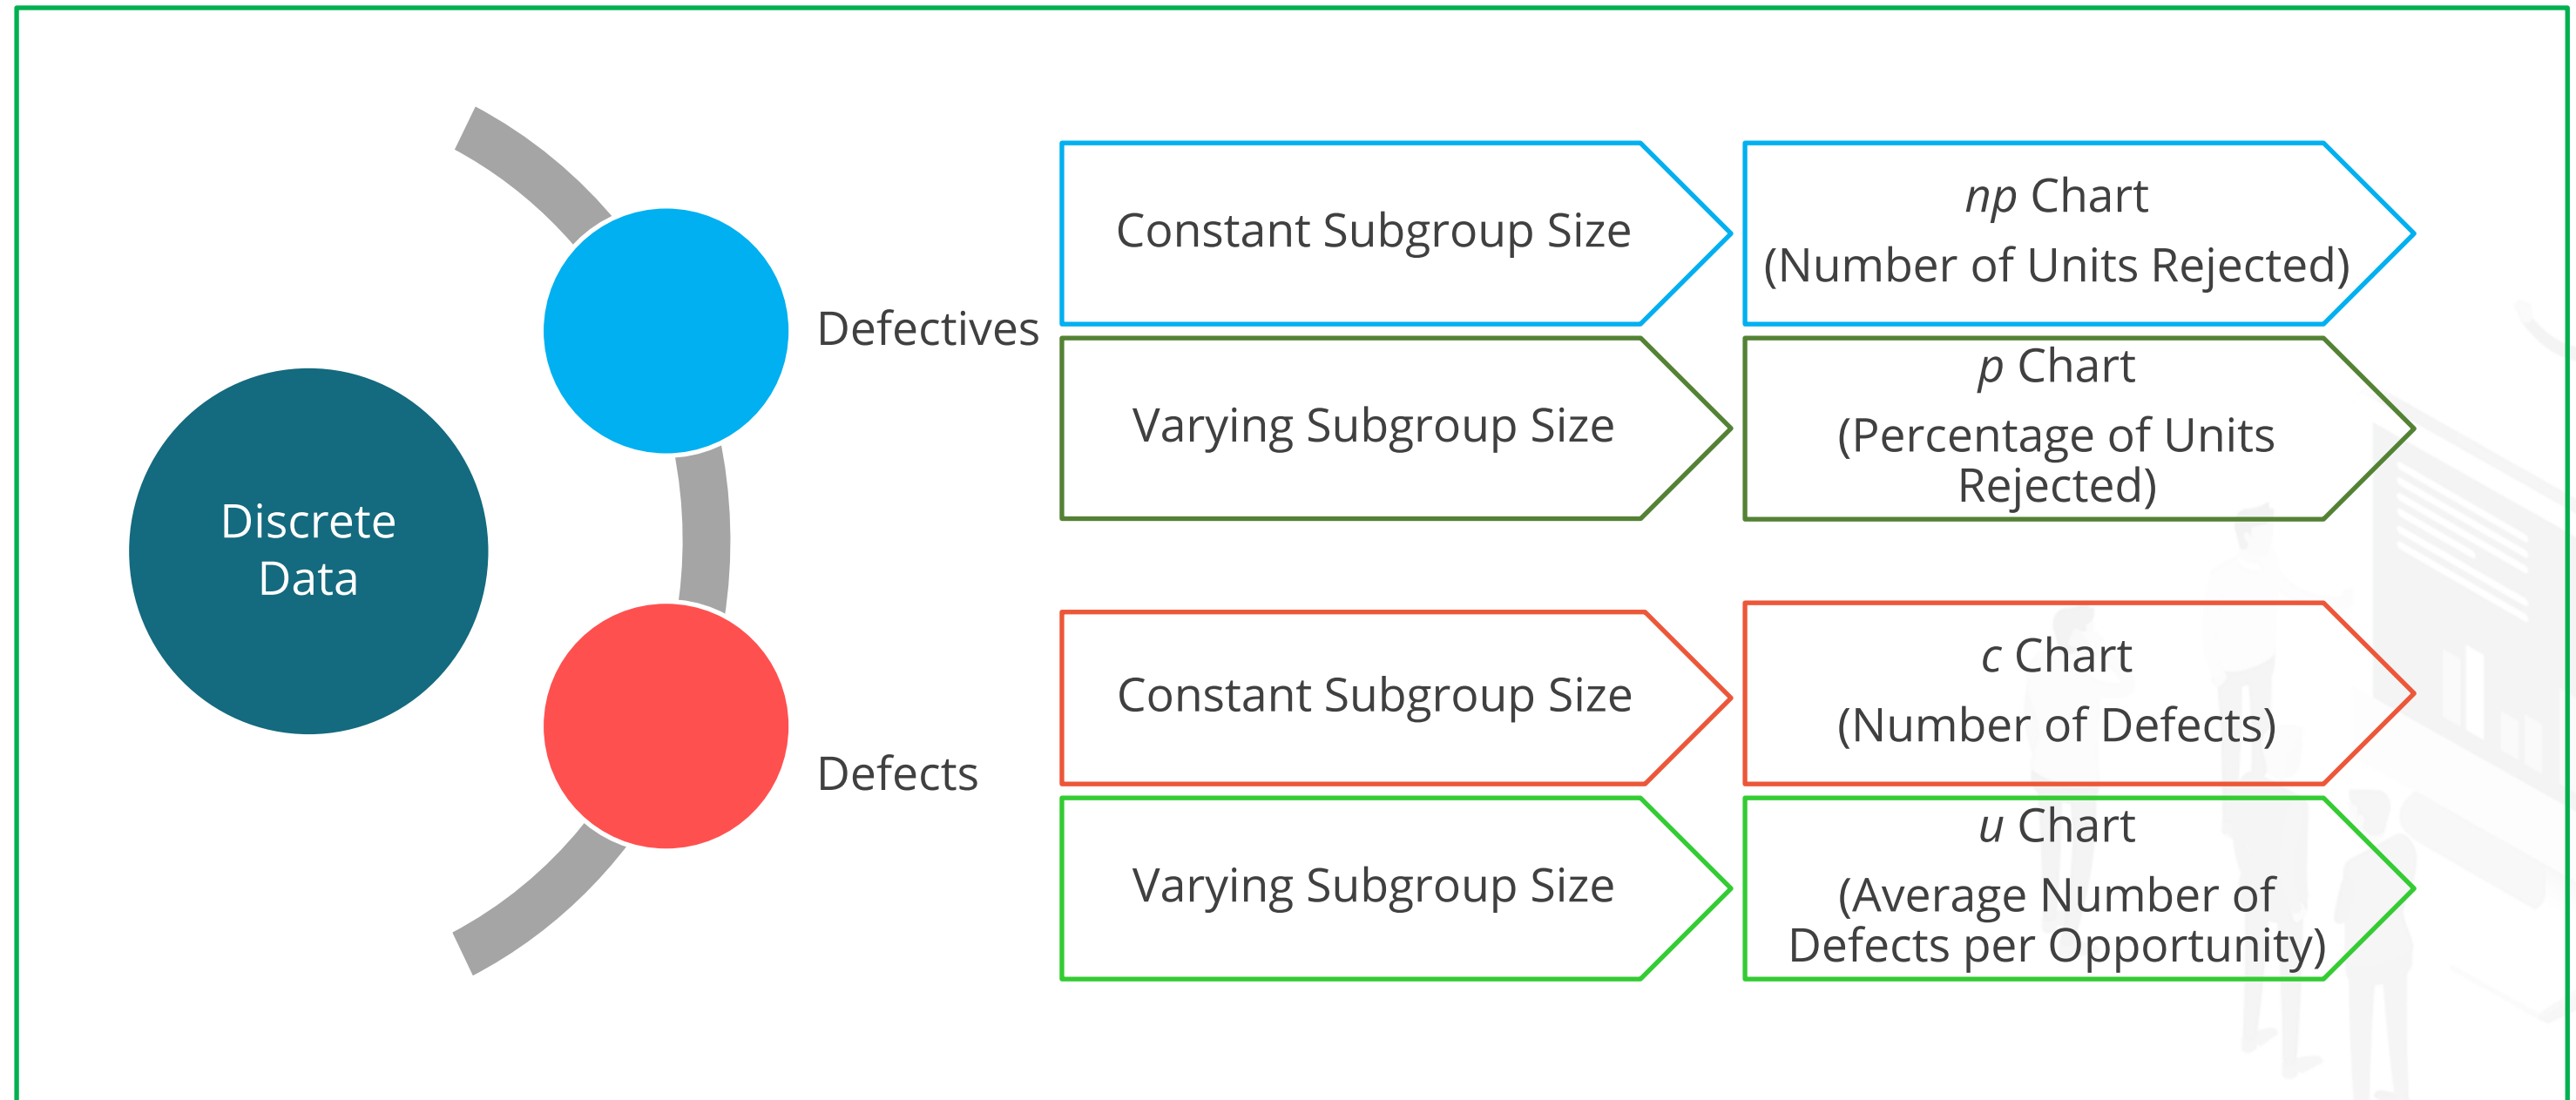 Discrete
Data
Defectives
Constant Subgroup Size
np Chart
(Number of Units Rejected)
Varying Subgroup Size
p Chart
(Percentage of Units
Rejected)
Defects
Constant Subgroup Size
c Chart
(Number of Defects)
Varying Subgroup Size
u Chart
(Average Number of
Defects per Opportunity)